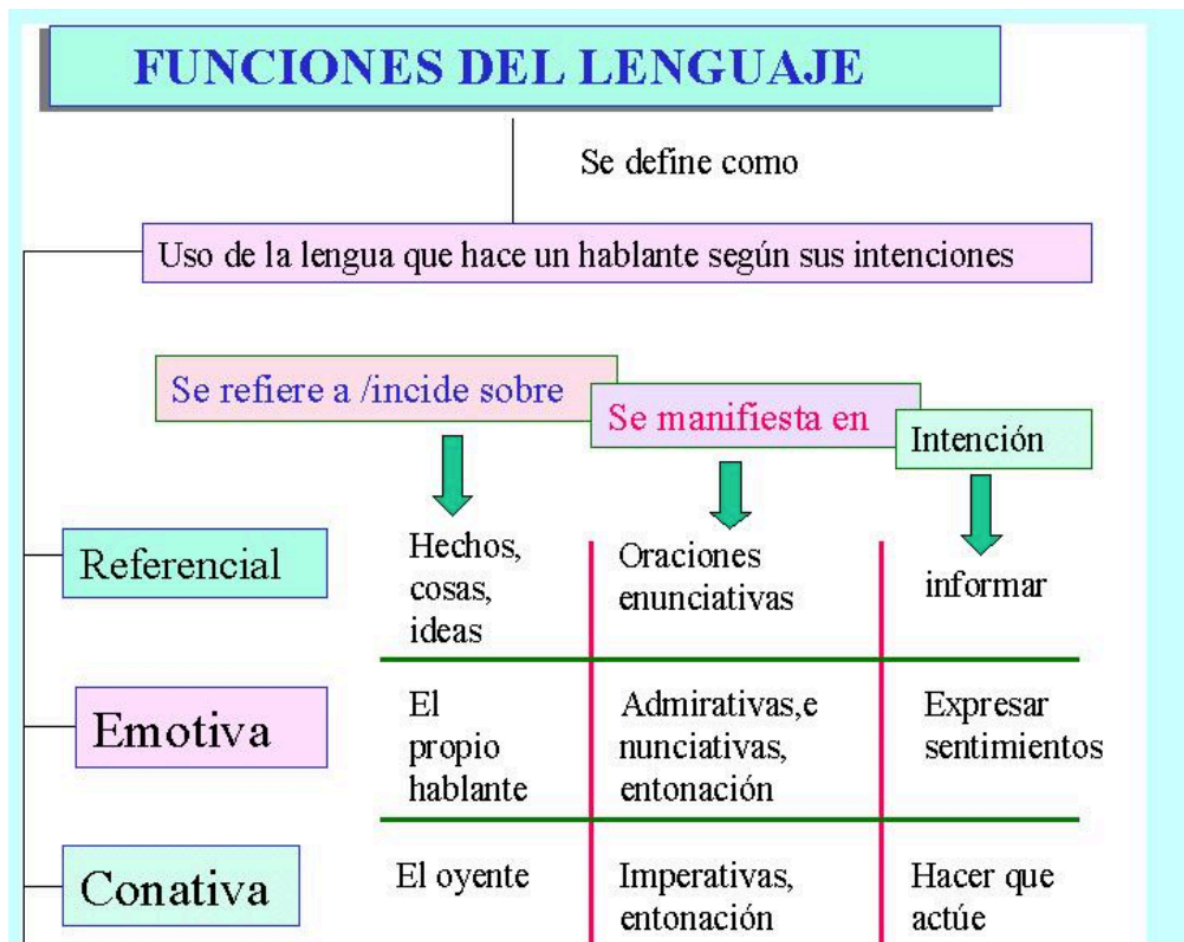 FUNCIONES DEL LENGUAJE
Se define como
Uso de la lengua que hace un hablante según sus intenciones
Se refiere a /incide sobre
Se manifiesta en
Intención
Referencial
Hechos,
cosas,
ideas
Oraciones
enunciativas
informar
Emotiva
El
propio
hablante
Admirativas,e
nunciativas,
entonación
Expresar
sentimientos
Conativa
El oyente
Imperativas,
entonación
Hacer que
actúe